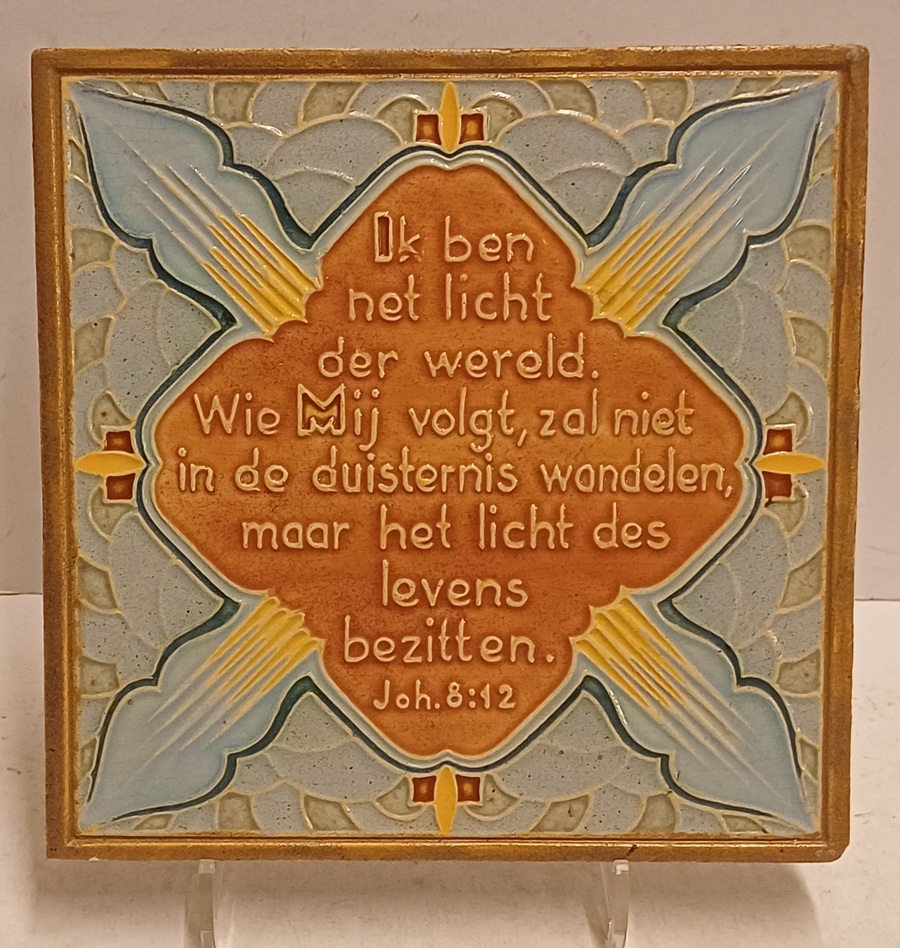 Ik ben
net licht
der wereld.
Wie Mij volgt, zal niet
in de duisternis wandelen,
maar het licht des
levens
bezitten.
Joh. 8:12